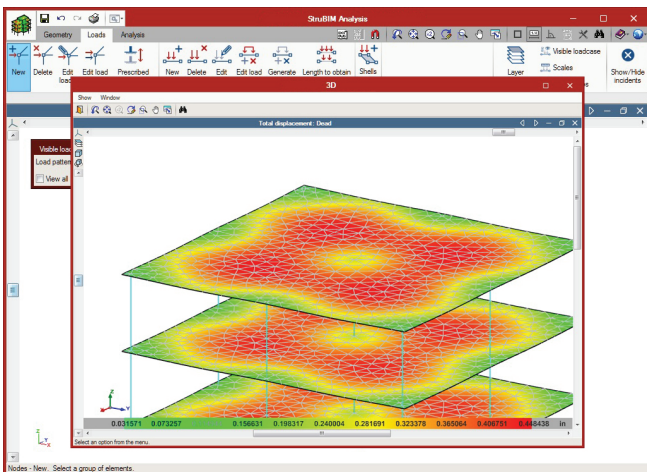 StruBIM Analysis
Geometry Loads Analysis
New Delete Edit Edit load Prescribed New Delete Edit Edit load Generate Length to obtain Shells Layer Visible loadcase Scales Show/Hide incidents
3D
Show Window
Total displacement: Dead
Visible
Load
View all
Z
Y
0.031571 0.073257 0.156631 0.198317 0.240004 0.281691 0.323378 0.365064 0.406751 0.448438 in
Select an option from the menu.
Z
Y
X
Nodes - New. Select a group of elements.